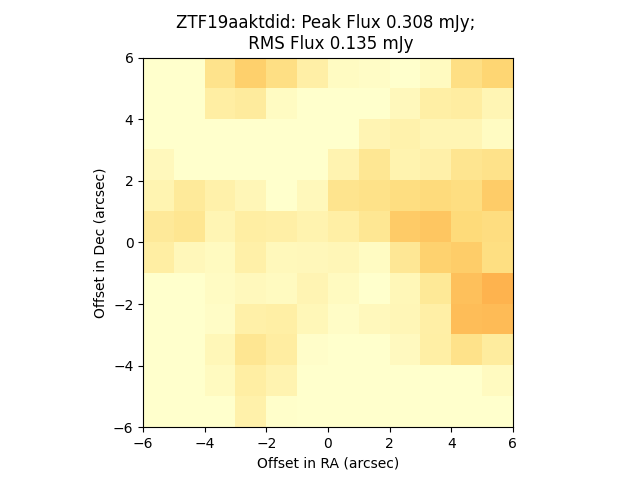 ZTF19aaktdid: Peak Flux 0.308 mJy;
RMS Flux 0.135 mJy
6
4
2
0
−2
−4
−6
Offset in Dec (arcsec)
−6 −4 −2 0 2 4 6
Offset in RA (arcsec)